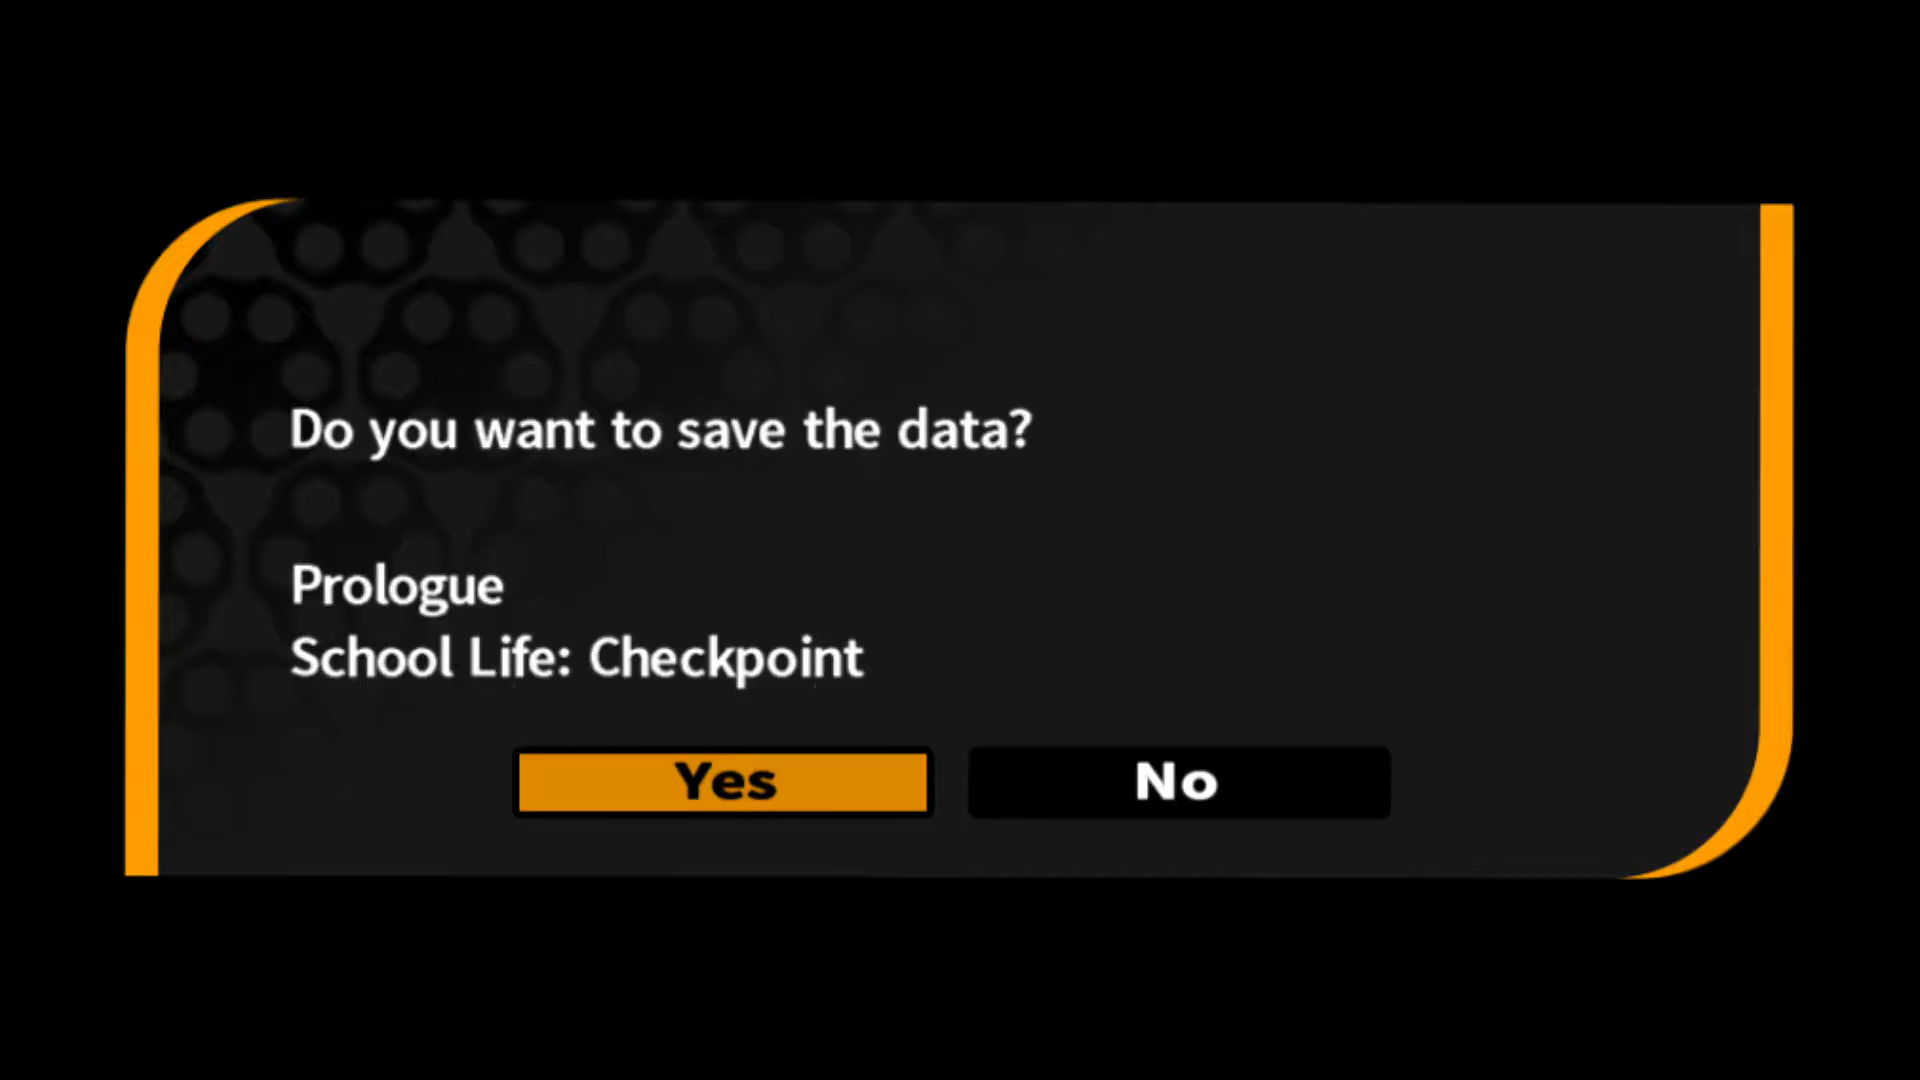 Do you want to save the data?
Prologue
School Life: Checkpoint
Yes
No